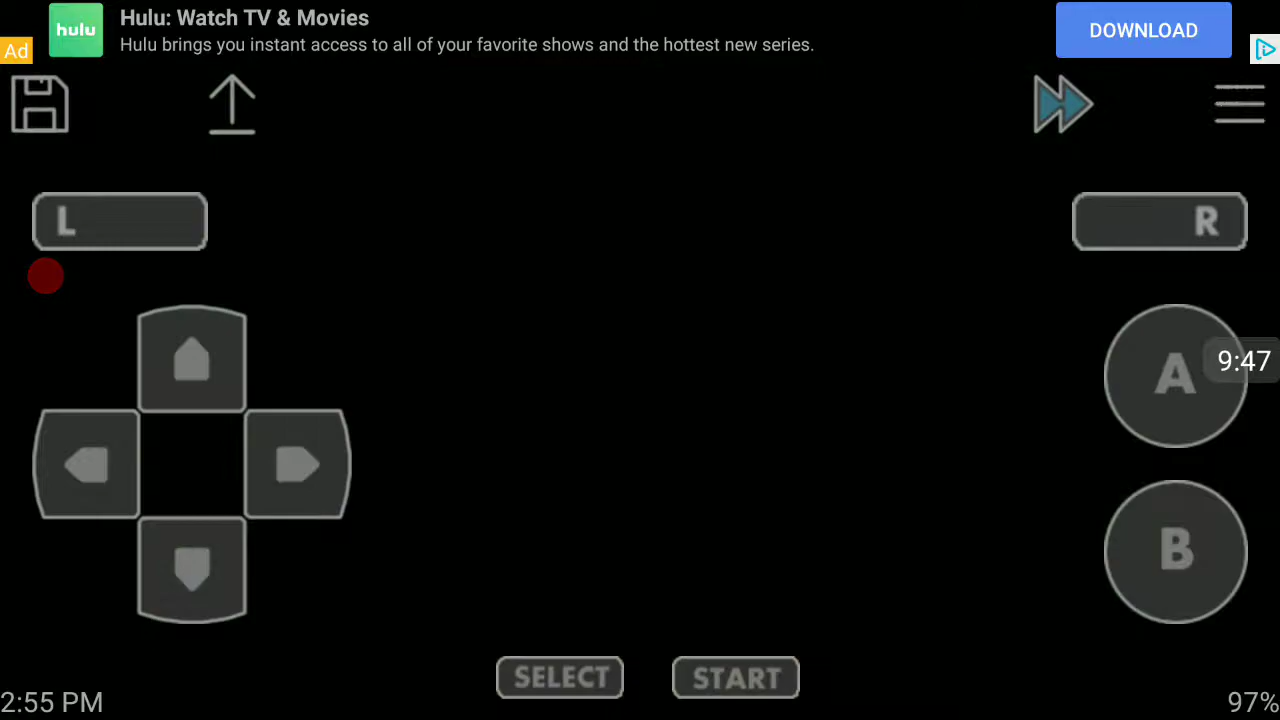 hulu
Hulu: Watch TV & Movies
Hulu brings you instant access to all of your favorite shows and the hottest new series.
DOWNLOAD
Ad
L
R
A
9:47
B
SELECT
START
2:55 PM
97%